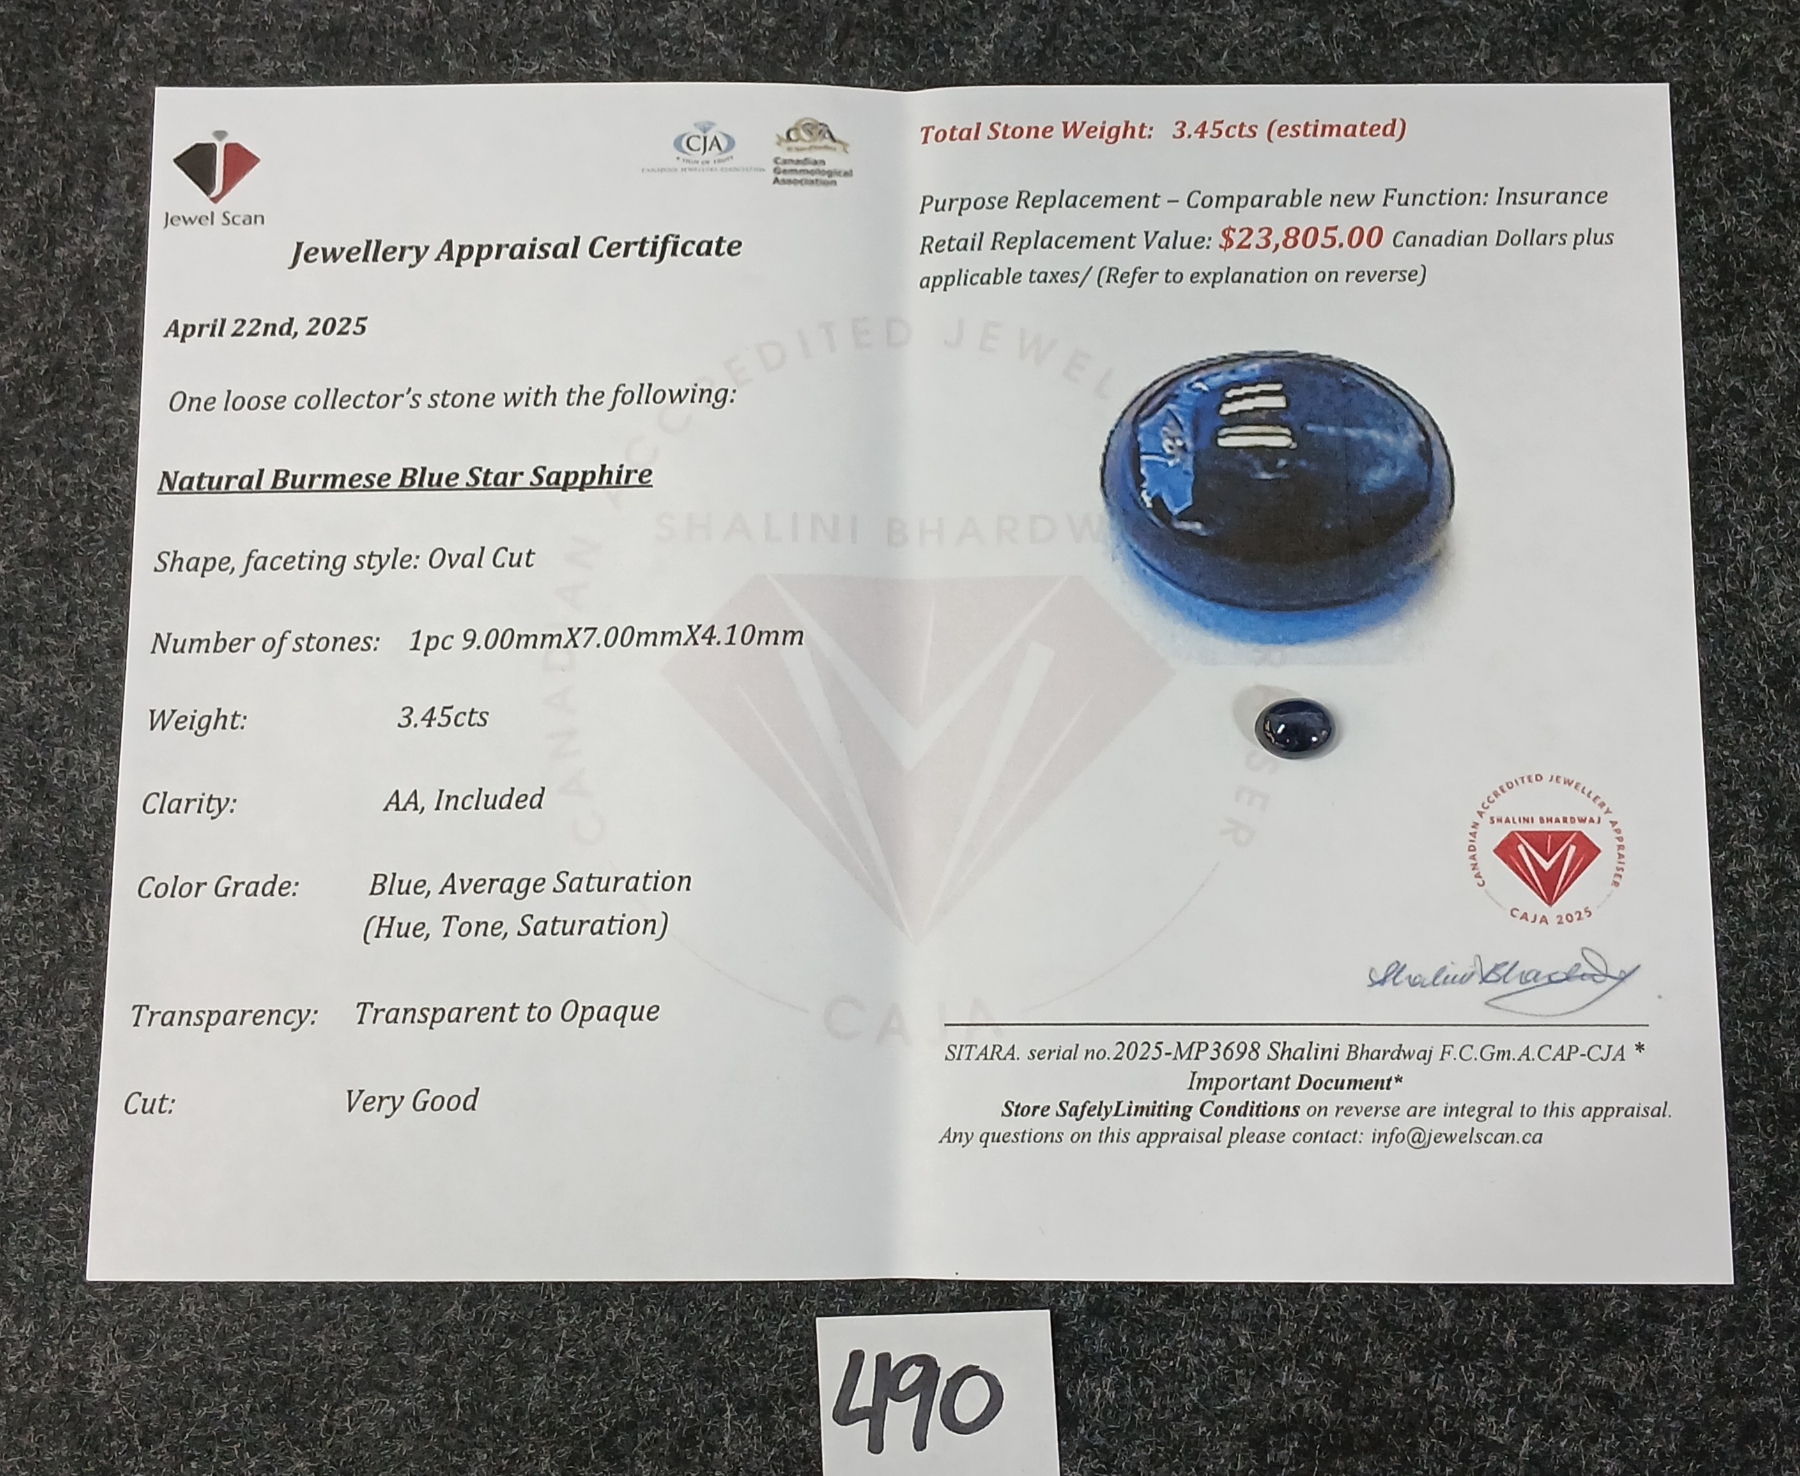 Jewel Scan
CJA
CGA
Canadian
Gemmological
Association
Jewellery Appraisal Certificate
April 22nd, 2025
One loose collector's stone with the following:
Natural Burmese Blue Star Sapphire
Shape, faceting style: Oval Cut
Number of stones: 1pc 9.00mmX7.00mmX4.10mm
Weight: 3.45cts
Clarity: AA, Included
Color Grade: Blue, Average Saturation
(Hue, Tone, Saturation)
Transparency: Transparent to Opaque
Cut: Very Good
Total Stone Weight: 3.45cts (estimated)
Purpose Replacement – Comparable new Function: Insurance
Retail Replacement Value: $23,805.00 Canadian Dollars plus
applicable taxes/ (Refer to explanation on reverse)
CANADIAN ACCREDITED JEWELLERY APPRAISER
SHALINI BHARDWAJ
CAJA 2025
Shalini Bhardwaj
SITARA. serial no.2025-MP3698 Shalini Bhardwaj F.C.Gm.A.CAP-CJA *
Important Document*
Store SafelyLimiting Conditions on reverse are integral to this appraisal.
Any questions on this appraisal please contact: info@jewelscan.ca
490